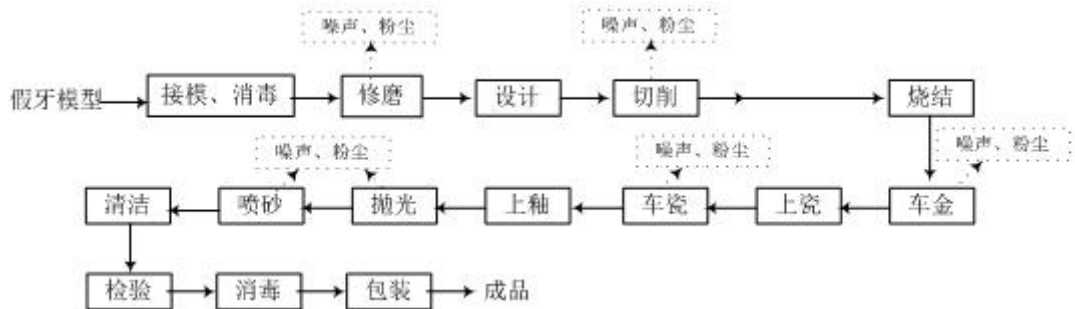 噪声、粉尘
噪声、粉尘
假牙模型
接模、消毒
修磨
设计
切削
烧结
噪声、粉尘
噪声、粉尘
噪声、粉尘
清洁
喷砂
抛光
上釉
车瓷
上瓷
车金
检验
消毒
包装
成品